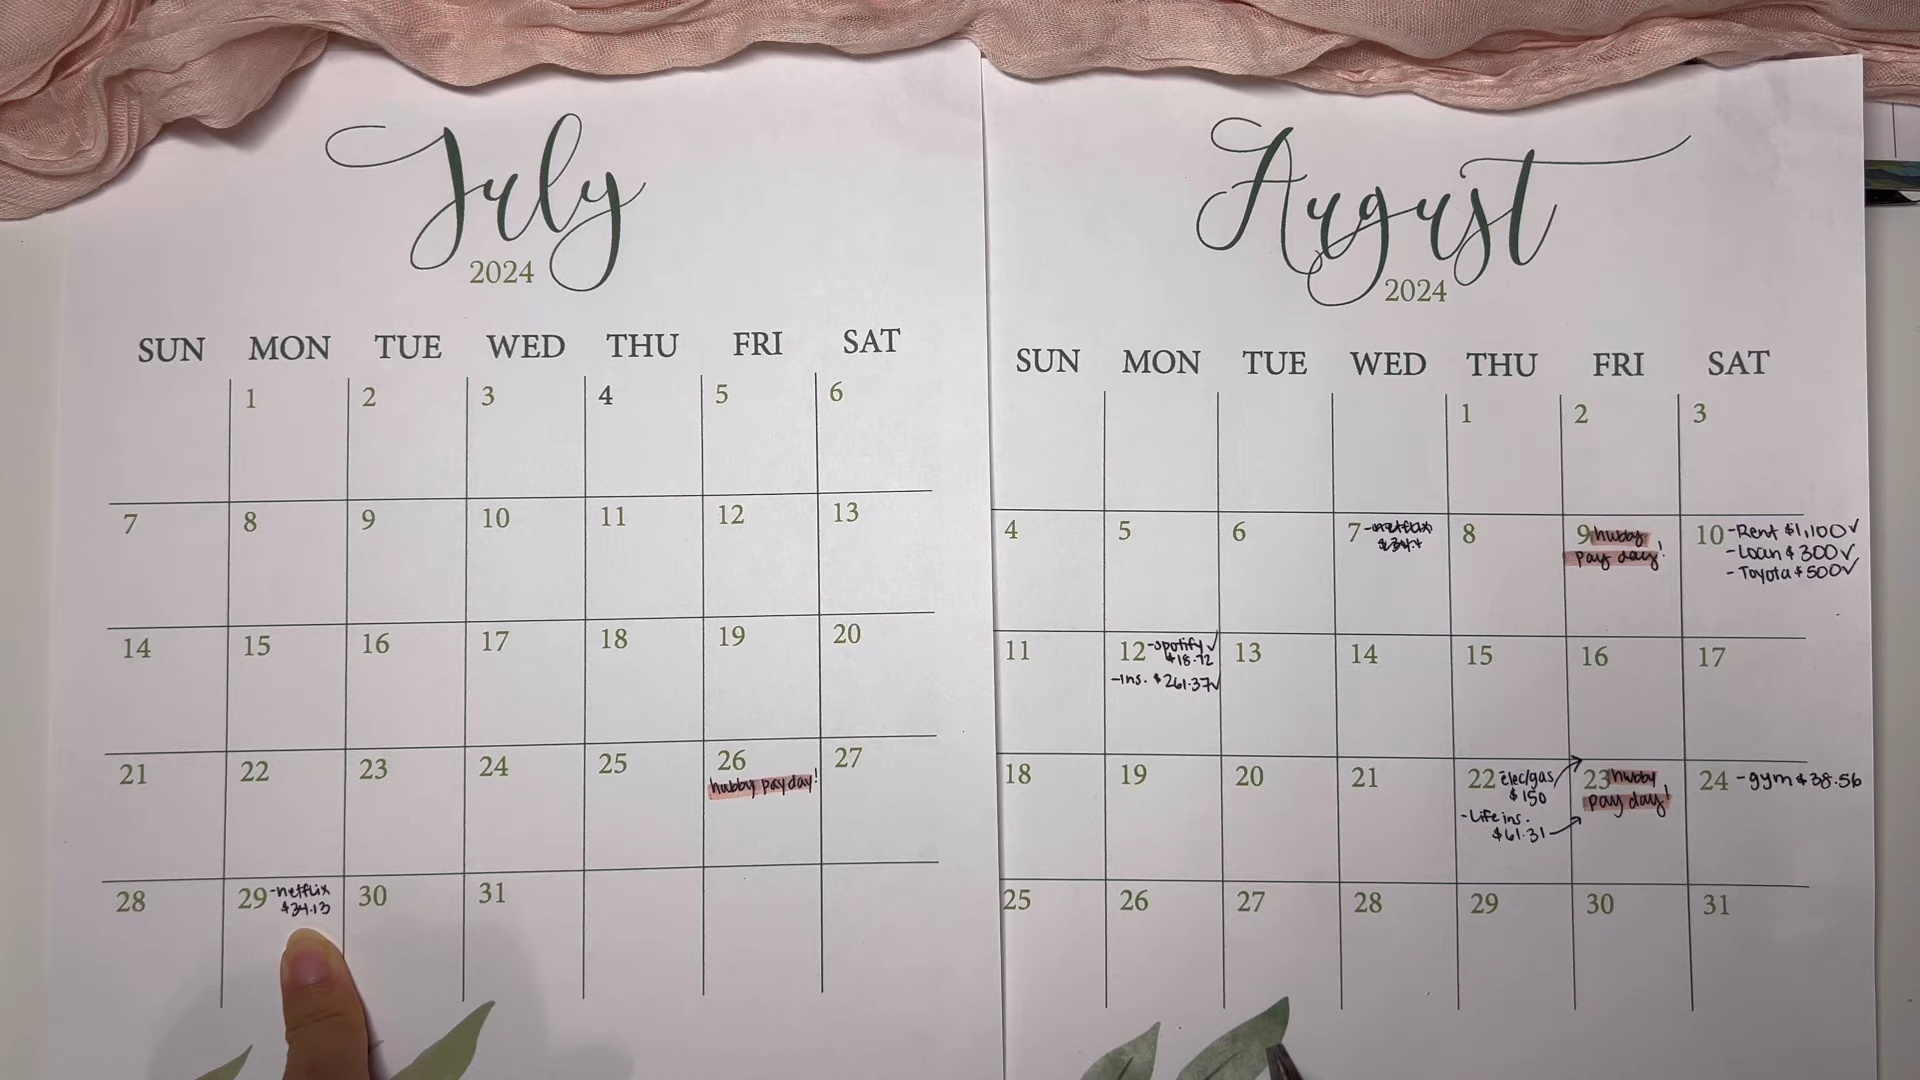 July
2024
SUN MON TUE WED THU FRI SAT
1 2 3 4 5 6
7 8 9 10 11 12 13
14 15 16 17 18 19 20
21 22 23 24 25 26 27
hubby pay day!
28 29 -netflix 30 31
$34.13
August
2024
SUN MON TUE WED THU FRI SAT
1 2 3
4 5 6 7 8 9 hubby 10 -Rent $1,100✓
pay day! -Loan $300✓
-Toyota $500✓
11 12 -spotify✓ 13 14 15 16 17
$18.72
-Ins. $261.37✓
18 19 20 21 22 elec/gas 23 hubby 24 -gym $38.56
$150 pay day!
-Life ins.
$61.31
25 26 27 28 29 30 31